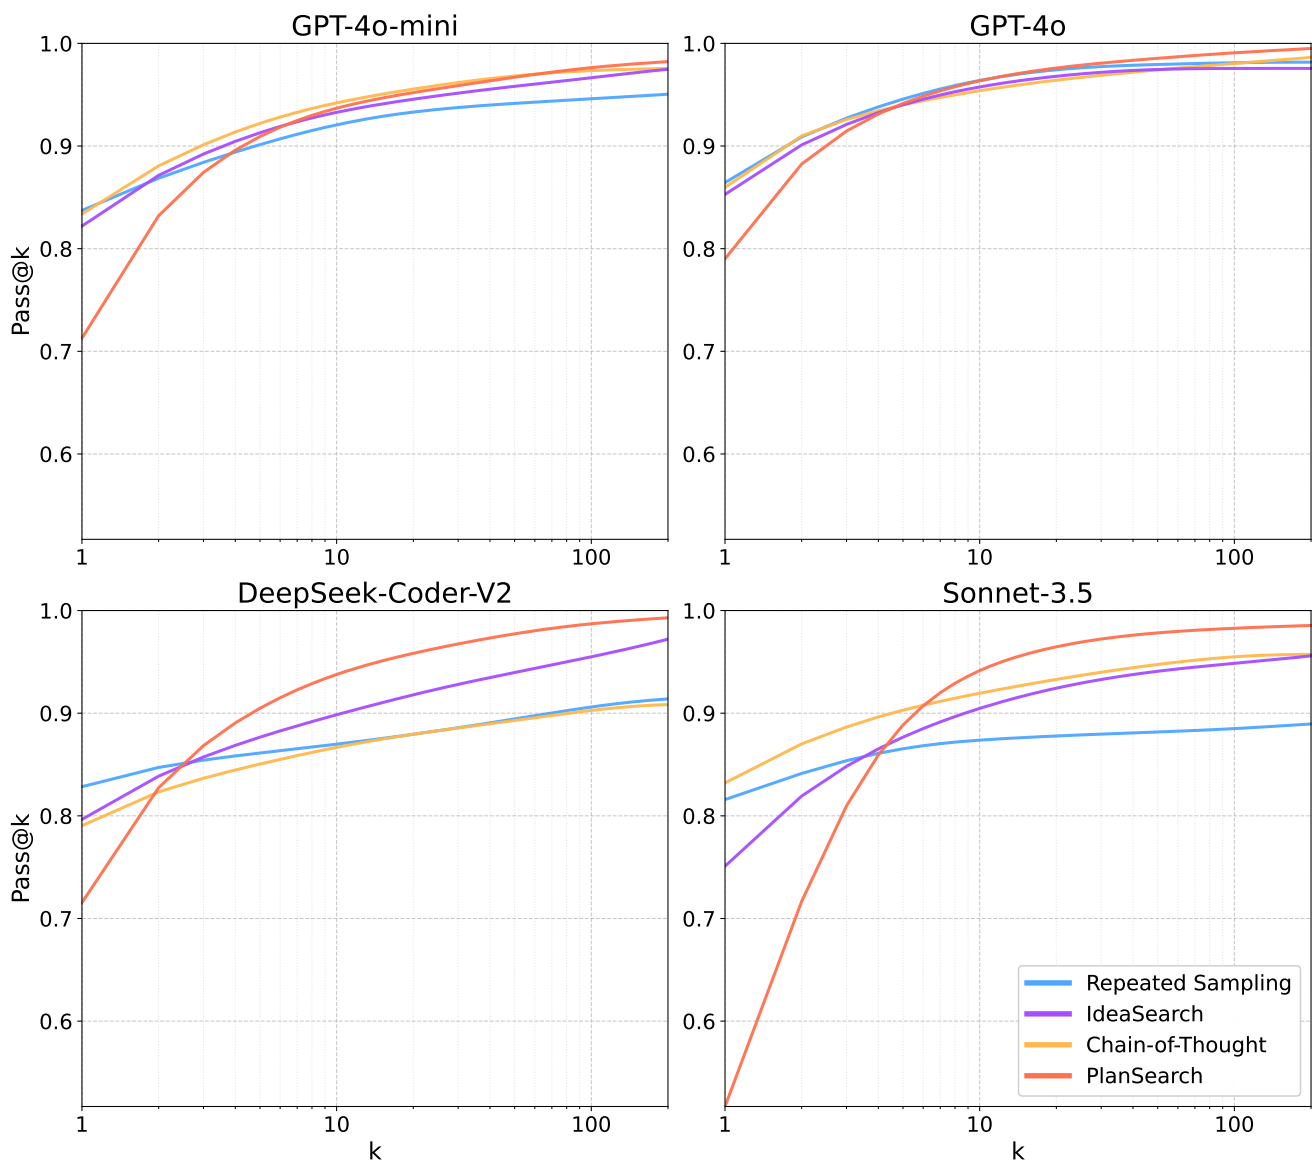 GPT-4o-mini
1.0
0.9
0.8
0.7
0.6
Pass@k
1 10 100
GPT-4o
1.0
0.9
0.8
0.7
0.6
1 10 100
DeepSeek-Coder-V2
1.0
0.9
0.8
0.7
0.6
Pass@k
1 10 100
k
Sonnet-3.5
1.0
0.9
0.8
0.7
0.6
1 10 100
k
Repeated Sampling
IdeaSearch
Chain-of-Thought
PlanSearch